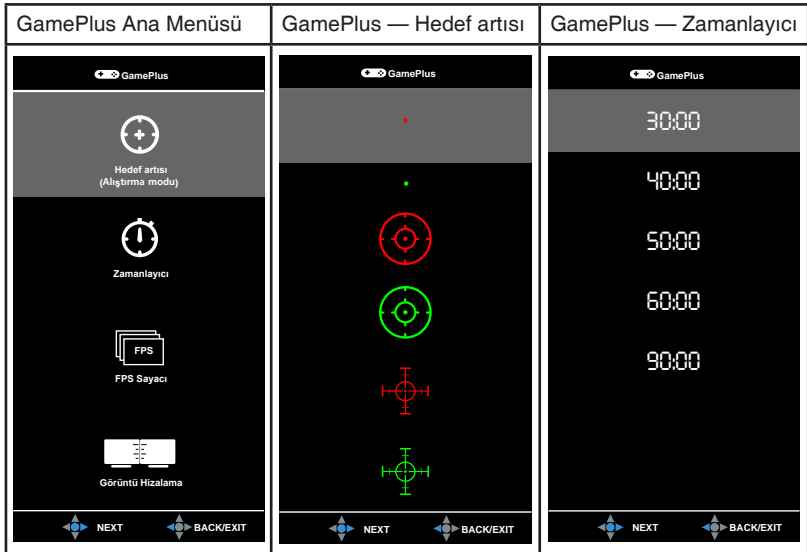 GamePlus Ana Menüsü
GamePlus — Hedef artısı
GamePlus — Zamanlayıcı
GamePlus
Hedef artısı
(Alıştırma modu)
Zamanlayıcı
FPS
FPS Sayacı
Görüntü Hizalama
NEXT BACK/EXIT
GamePlus
NEXT BACK/EXIT
GamePlus
30:00
40:00
50:00
60:00
90:00
NEXT BACK/EXIT